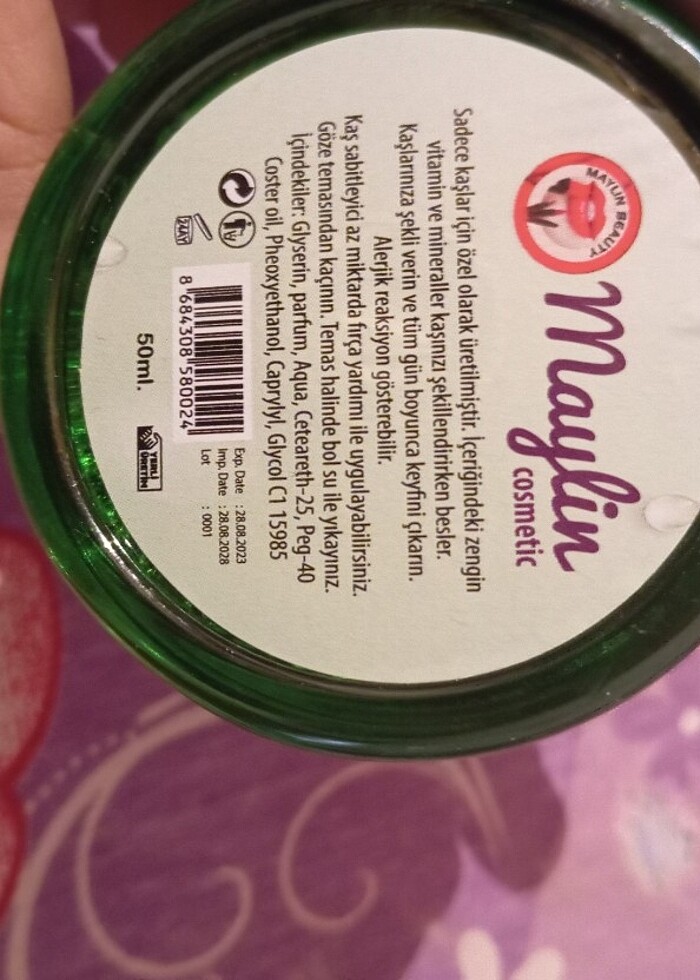 MAYLIN BEAUTY
Maylin
cosmetic
Sadece kaşlar için özel olarak üretilmiştir. İçeriğindeki zengin
vitamin ve mineraller kaşınızı şekillendirirken besler.
Kaşlarınıza şekli verin ve tüm gün boyunca keyfini çıkarın.
Alerjik reaksiyon gösterebilir.
Kaş sabitleyici az miktarda fırça yardımı ile uygulayabilirsiniz.
Göze temasından kaçının. Temas halinde bol su ile yıkayınız.
İçindekiler: Glyserin, parfum, Aqua, Ceteareth-25, Peg-40
Coster oil, Pheoxyethanol, Caprylyl, Glycol C1 15985
24AY
8 684308 580024
Exp. Date : 28.08.2023
Imp. Date : 28.08.2028
Lot : 0001
50ml.
YERLİ
ÜRETİM